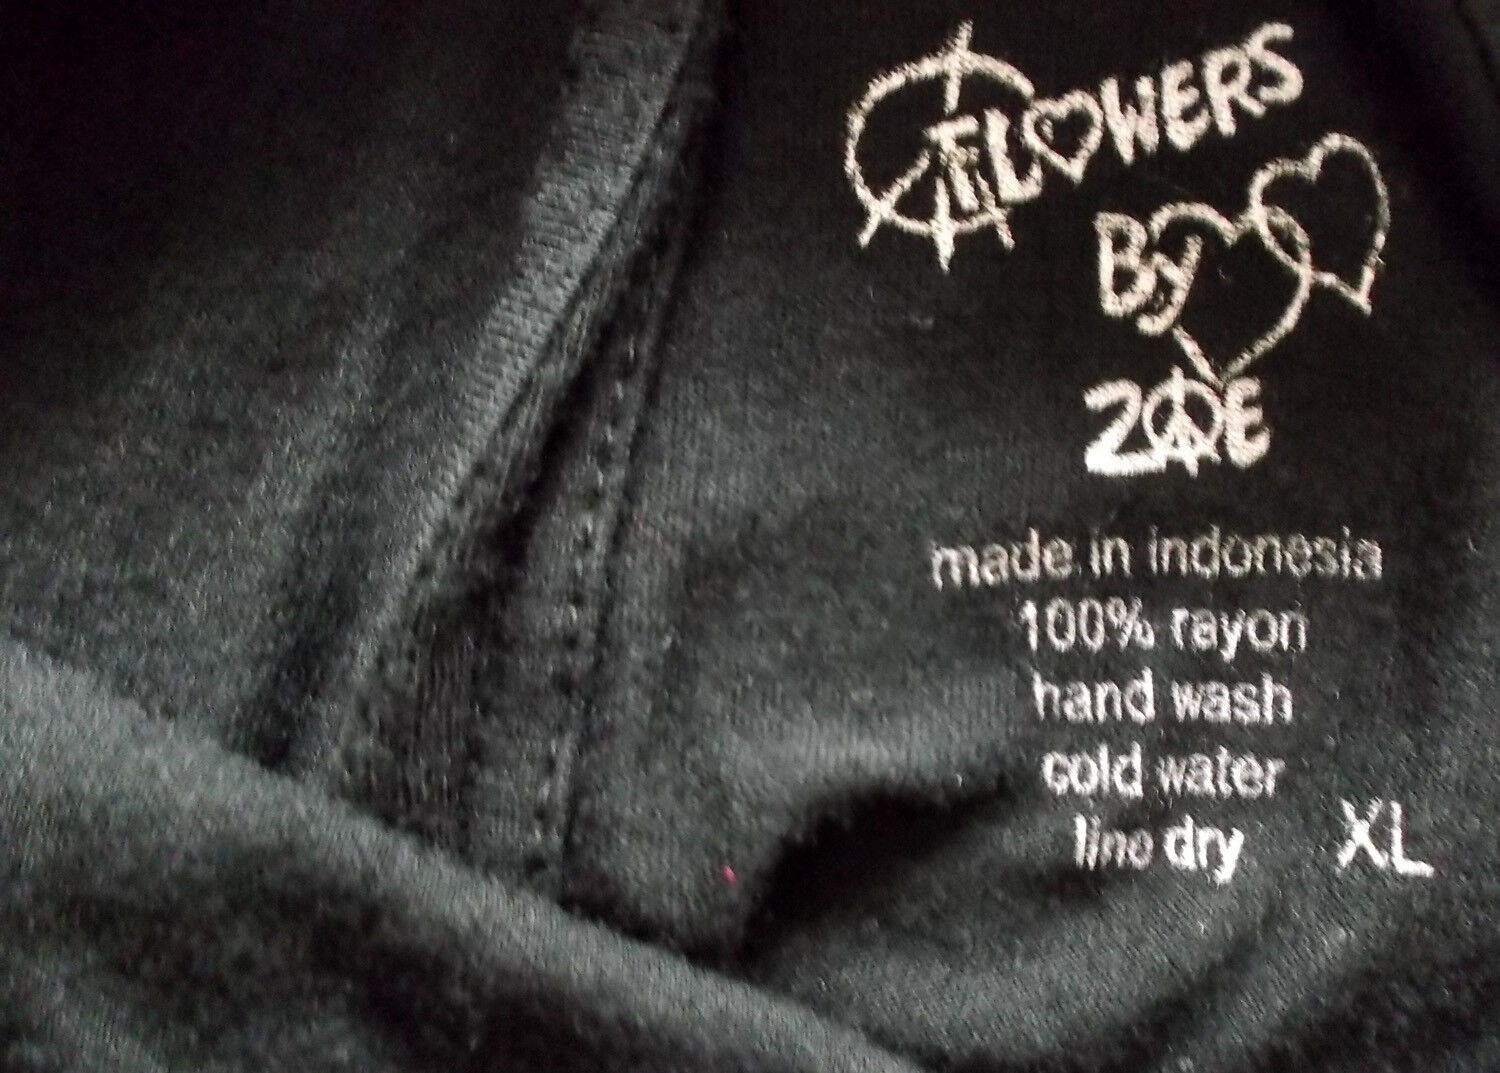 FLOWERS
By
ZOE
made in indonesia
100% rayon
hand wash
cold water
line dry
XL